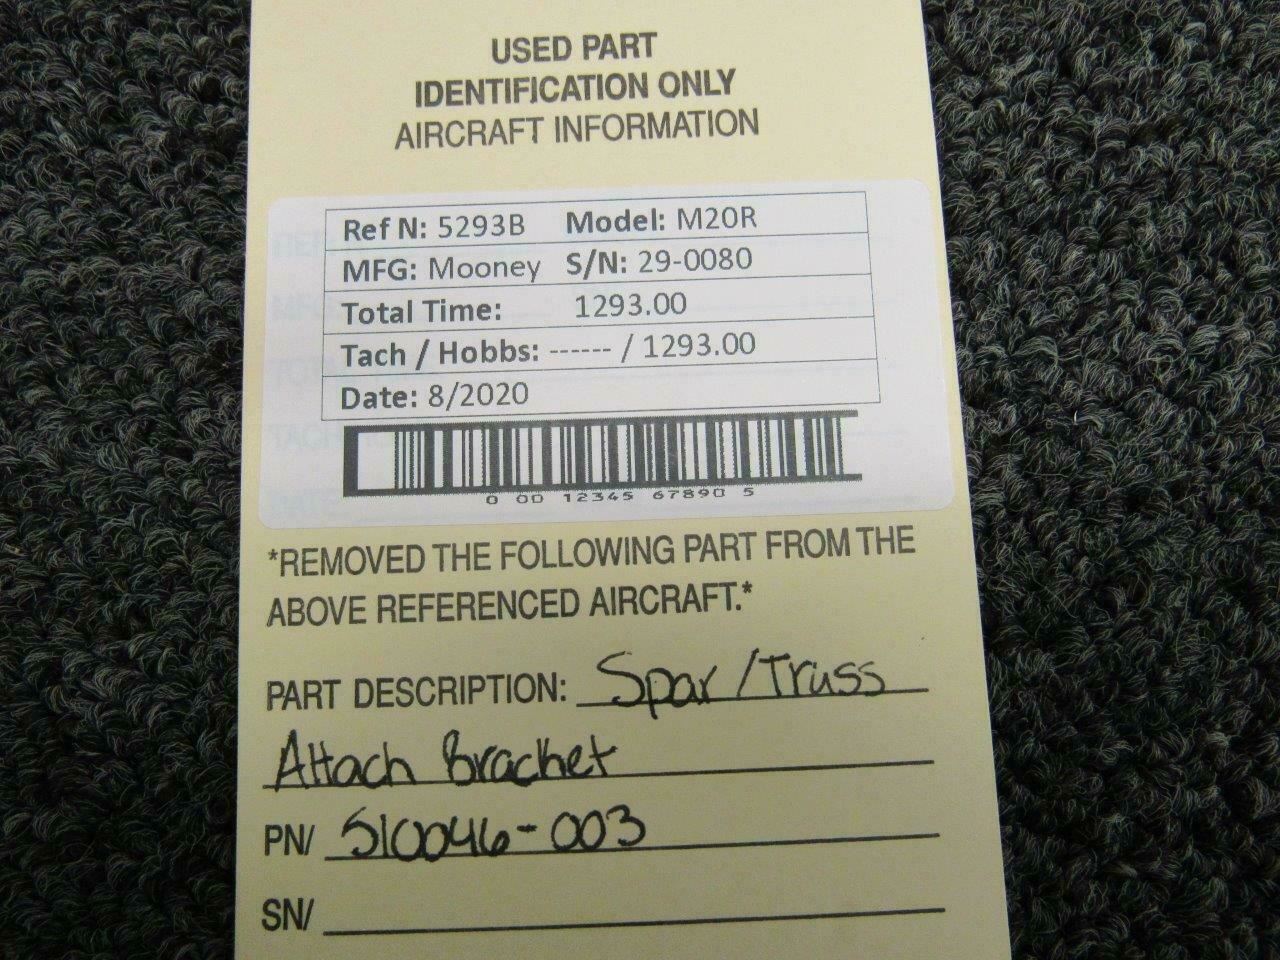 USED PART
IDENTIFICATION ONLY
AIRCRAFT INFORMATION
Ref N: 5293B Model: M20R
MFG: Mooney S/N: 29-0080
Total Time: 1293.00
Tach / Hobbs: ------ / 1293.00
Date: 8/2020
0 00 12345 67890 5
*REMOVED THE FOLLOWING PART FROM THE
ABOVE REFERENCED AIRCRAFT.*
PART DESCRIPTION: Spar/Truss
Attach Bracket
PN/ 510046-003
SN/